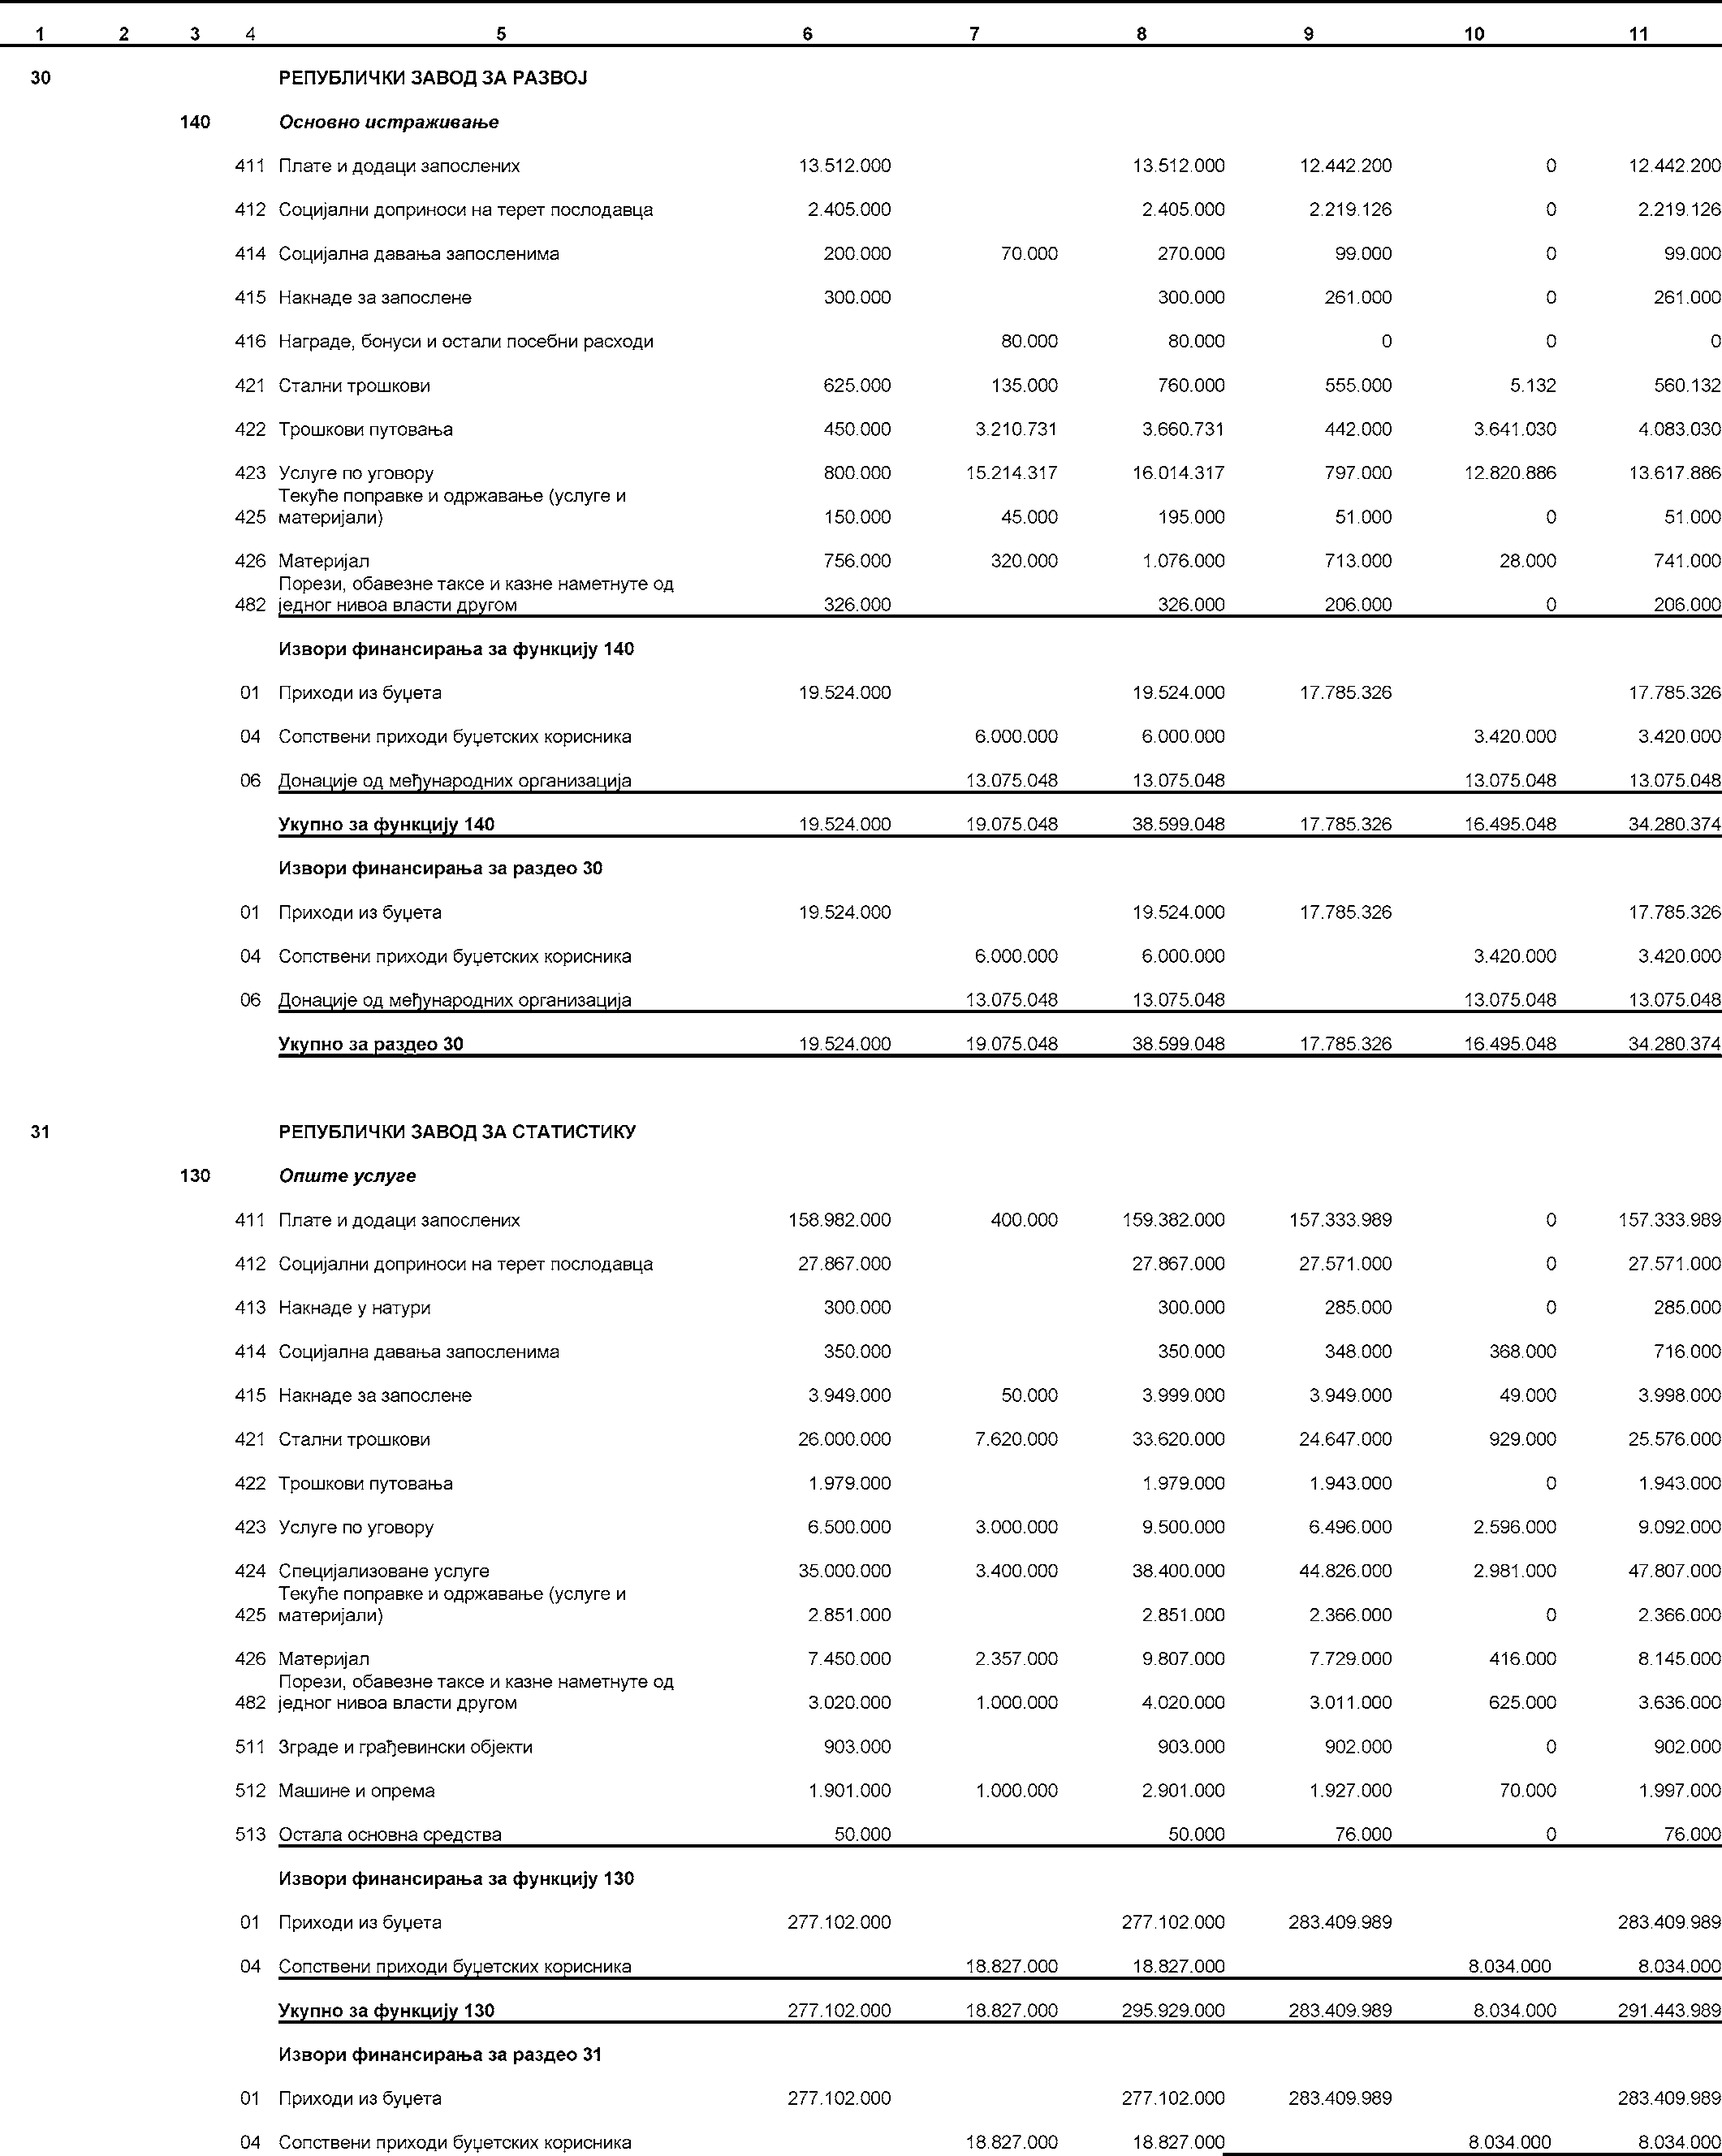 1 2 3 4 5 6 7 8 9 10 11
30 РЕПУБЛИЧКИ ЗАВОД ЗА РАЗВОЈ
140 Основно истраживање
411 Плате и додаци запослених 13.512.000 13.512.000 12.442.200 0 12.442.200
412 Социјални доприноси на терет послодавца 2.405.000 2.405.000 2.219.126 0 2.219.126
414 Социјална давања запосленима 200.000 70.000 270.000 99.000 0 99.000
415 Накнаде за запослене 300.000 300.000 261.000 0 261.000
416 Награде, бонуси и остали посебни расходи 80.000 80.000 0 0 0
421 Стални трошкови 625.000 135.000 760.000 555.000 5.132 560.132
422 Трошкови путовања 450.000 3.210.731 3.660.731 442.000 3.641.030 4.083.030
423 Услуге по уговору 800.000 15.214.317 16.014.317 797.000 12.820.886 13.617.886
Текуће поправке и одржавање (услуге и
425 материјали) 150.000 45.000 195.000 51.000 0 51.000
426 Материјал 756.000 320.000 1.076.000 713.000 28.000 741.000
Порези, обавезне таксе и казне наметнуте од
482 једног нивоа власти другом 326.000 326.000 206.000 0 206.000
Извори финансирања за функцију 140
01 Приходи из буџета 19.524.000 19.524.000 17.785.326 17.785.326
04 Сопствени приходи буџетских корисника 6.000.000 6.000.000 3.420.000 3.420.000
06 Донације од међународних организација 13.075.048 13.075.048 13.075.048 13.075.048
Укупно за функцију 140 19.524.000 19.075.048 38.599.048 17.785.326 16.495.048 34.280.374
Извори финансирања за раздео 30
01 Приходи из буџета 19.524.000 19.524.000 17.785.326 17.785.326
04 Сопствени приходи буџетских корисника 6.000.000 6.000.000 3.420.000 3.420.000
06 Донације од међународних организација 13.075.048 13.075.048 13.075.048 13.075.048
Укупно за раздео 30 19.524.000 19.075.048 38.599.048 17.785.326 16.495.048 34.280.374
31 РЕПУБЛИЧКИ ЗАВОД ЗА СТАТИСТИКУ
130 Опште услуге
411 Плате и додаци запослених 158.982.000 400.000 159.382.000 157.333.989 0 157.333.989
412 Социјални доприноси на терет послодавца 27.867.000 27.867.000 27.571.000 0 27.571.000
413 Накнаде у натури 300.000 300.000 285.000 0 285.000
414 Социјална давања запосленима 350.000 350.000 348.000 368.000 716.000
415 Накнаде за запослене 3.949.000 50.000 3.999.000 3.949.000 49.000 3.998.000
421 Стални трошкови 26.000.000 7.620.000 33.620.000 24.647.000 929.000 25.576.000
422 Трошкови путовања 1.979.000 1.979.000 1.943.000 0 1.943.000
423 Услуге по уговору 6.500.000 3.000.000 9.500.000 6.496.000 2.596.000 9.092.000
424 Специјализоване услуге 35.000.000 3.400.000 38.400.000 44.826.000 2.981.000 47.807.000
Текуће поправке и одржавање (услуге и
425 материјали) 2.851.000 2.851.000 2.366.000 0 2.366.000
426 Материјал 7.450.000 2.357.000 9.807.000 7.729.000 416.000 8.145.000
Порези, обавезне таксе и казне наметнуте од
482 једног нивоа власти другом 3.020.000 1.000.000 4.020.000 3.011.000 625.000 3.636.000
511 Зграде и грађевински објекти 903.000 903.000 902.000 0 902.000
512 Машине и опрема 1.901.000 1.000.000 2.901.000 1.927.000 70.000 1.997.000
513 Остала основна средства 50.000 50.000 76.000 0 76.000
Извори финансирања за функцију 130
01 Приходи из буџета 277.102.000 277.102.000 283.409.989 283.409.989
04 Сопствени приходи буџетских корисника 18.827.000 18.827.000 8.034.000 8.034.000
Укупно за функцију 130 277.102.000 18.827.000 295.929.000 283.409.989 8.034.000 291.443.989
Извори финансирања за раздео 31
01 Приходи из буџета 277.102.000 277.102.000 283.409.989 283.409.989
04 Сопствени приходи буџетских корисника 18.827.000 18.827.000 8.034.000 8.034.000